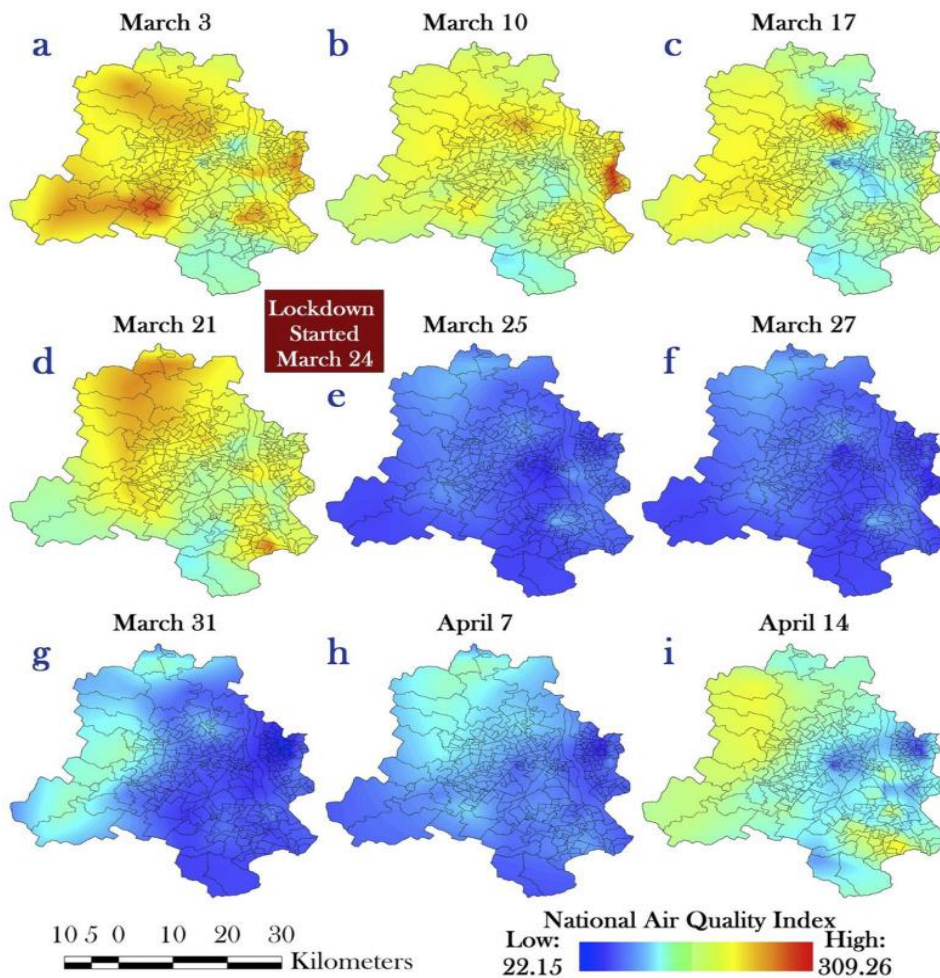 March 3
March 10
March 17
a
b
c
Lockdown
Started
March 24
March 21
March 25
March 27
d
e
f
March 31
April 7
April 14
g
h
i
10 5 0 10 20 30
Kilometers
National Air Quality Index
Low:
22.15
High:
309.26